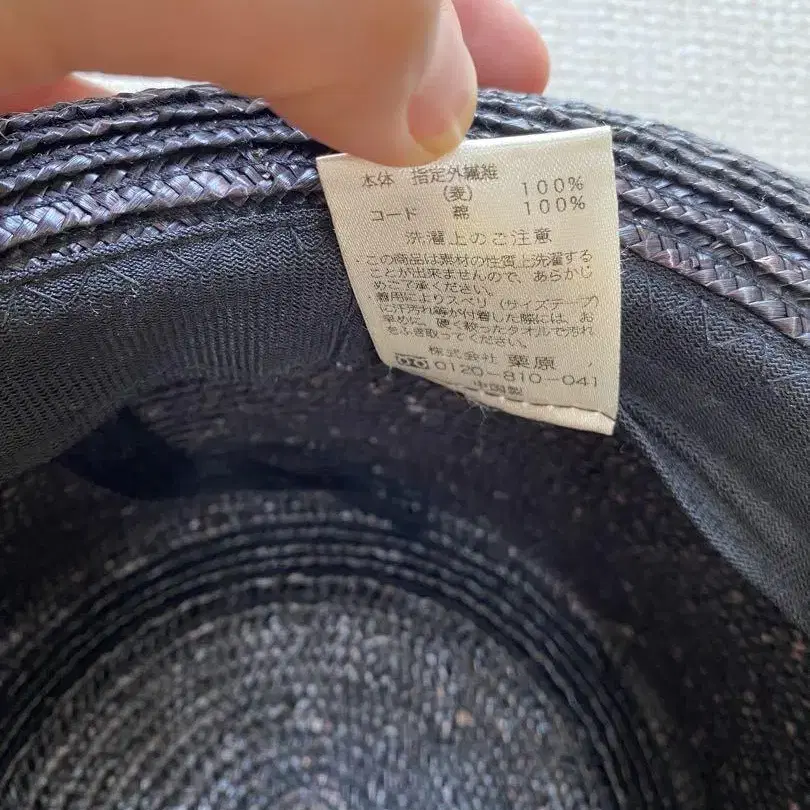 本体 指定外繊維
(麦) 100%
コード 綿 100%
洗濯上のご注意
・この商品は素材の性質上洗濯する
ことが出来ませんので、あらかじ
めご了承ください。
・着用によりスベリ(サイズテープ)
に汗汚れ等が付着した際には、お
早めに、硬く絞ったタオルで汚れ
をふき取ってください。
株式会社 栗原
0120-810-041
中国製